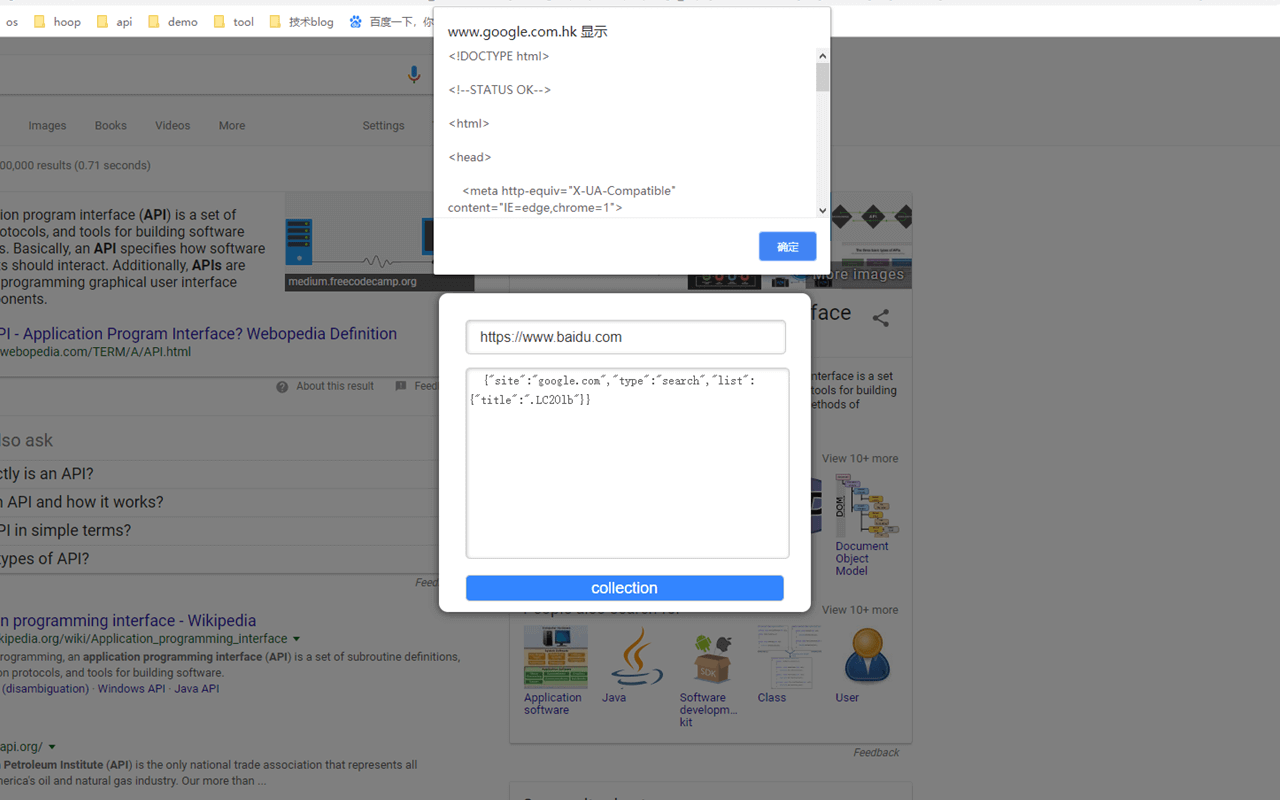 os hoop api demo tool 技术blog 百度一下，你
www.google.com.hk 显示
<!DOCTYPE html>
<!--STATUS OK-->
<html>
<head>
<meta http-equiv="X-UA-Compatible"
content="IE=edge,chrome=1">
确定
https://www.baidu.com
{"site":"google.com","type":"search","list":
{"title":".LC20lb"}}
collection
Images Books Videos More Settings
00,000 results (0.71 seconds)
ion program interface (API) is a set of
otocols, and tools for building software
s. Basically, an API specifies how software
ts should interact. Additionally, APIs are
programming graphical user interface
onents.
medium.freecodecamp.org
PI - Application Program Interface? Webopedia Definition
webopedia.com/TERM/A/API.html
About this result Feed
lso ask
ctly is an API?
n API and how it works?
PI in simple terms?
types of API?
Feed
n programming interface - Wikipedia
kipedia.org/wiki/Application_programming_interface
rogramming, an application programming interface (API) is a set of subroutine definitions,
on protocols, and tools for building software.
(disambiguation) · Windows API · Java API
api.org/
Petroleum Institute (API) is the only national trade association that represents all
nerica's oil and natural gas industry. Our more than ...
More images
face
nterface is a set
tools for building
ethods of
View 10+ more
DOM
Document
Object
Model
People also search for
View 10+ more
SDK
Application
software
Java
Software
developm...
kit
Class
User
Feedback